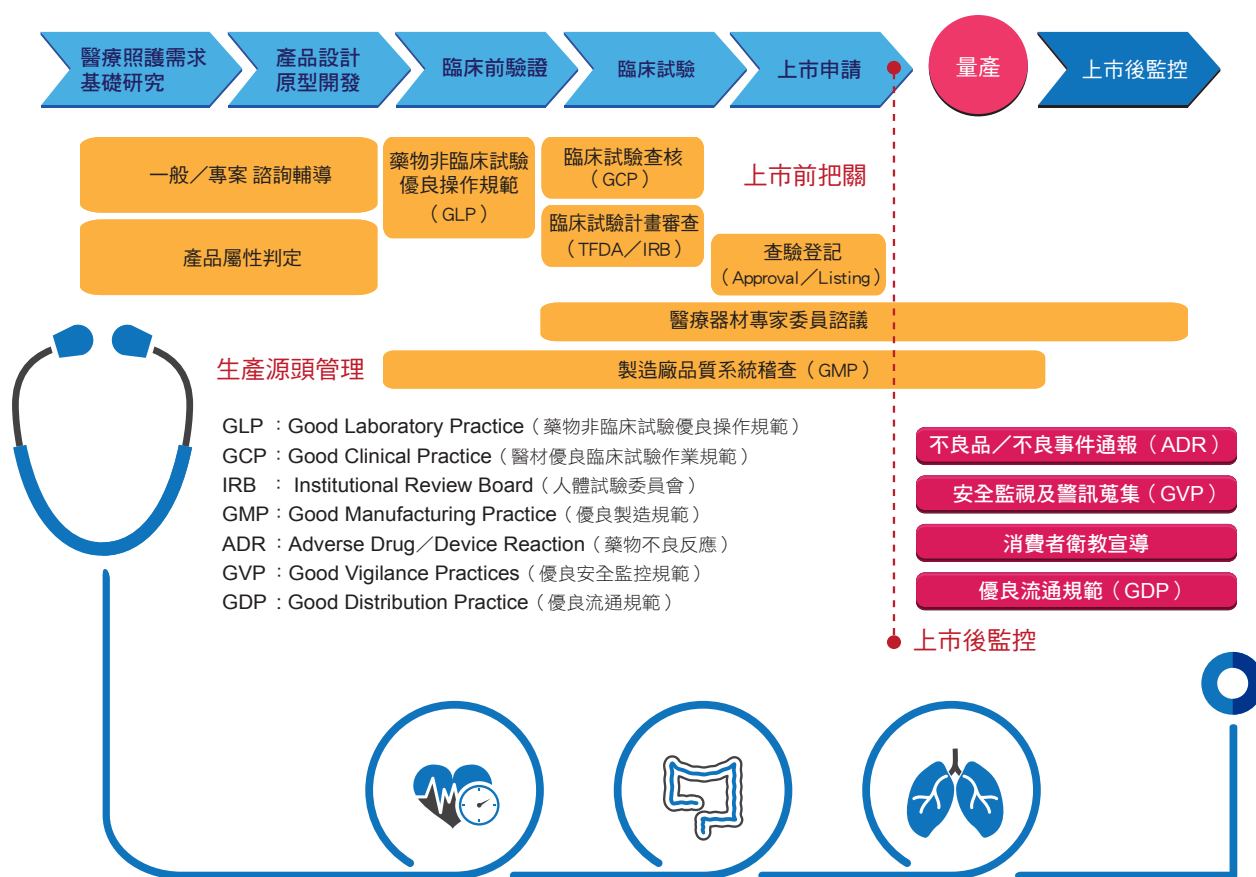 醫療照護需求
基礎研究
產品設計
原型開發
臨床前驗證
臨床試驗
上市申請
量產
上市後監控
一般／專案 諮詢輔導
產品屬性判定
藥物非臨床試驗
優良操作規範
（GLP）
臨床試驗查核
（GCP）
臨床試驗計畫審查
（TFDA／IRB）
上市前把關
查驗登記
（Approval／Listing）
醫療器材專家委員諮議
生產源頭管理
製造廠品質系統稽查（GMP）
GLP ：Good Laboratory Practice（藥物非臨床試驗優良操作規範）
GCP：Good Clinical Practice（醫材優良臨床試驗作業規範）
IRB ： Institutional Review Board（人體試驗委員會）
GMP：Good Manufacturing Practice（優良製造規範）
ADR：Adverse Drug／Device Reaction（藥物不良反應）
GVP：Good Vigilance Practices（優良安全監控規範）
GDP : Good Distribution Practice（優良流通規範）
不良品／不良事件通報（ADR）
安全監視及警訊蒐集（GVP）
消費者衛教宣導
優良流通規範（GDP）
上市後監控